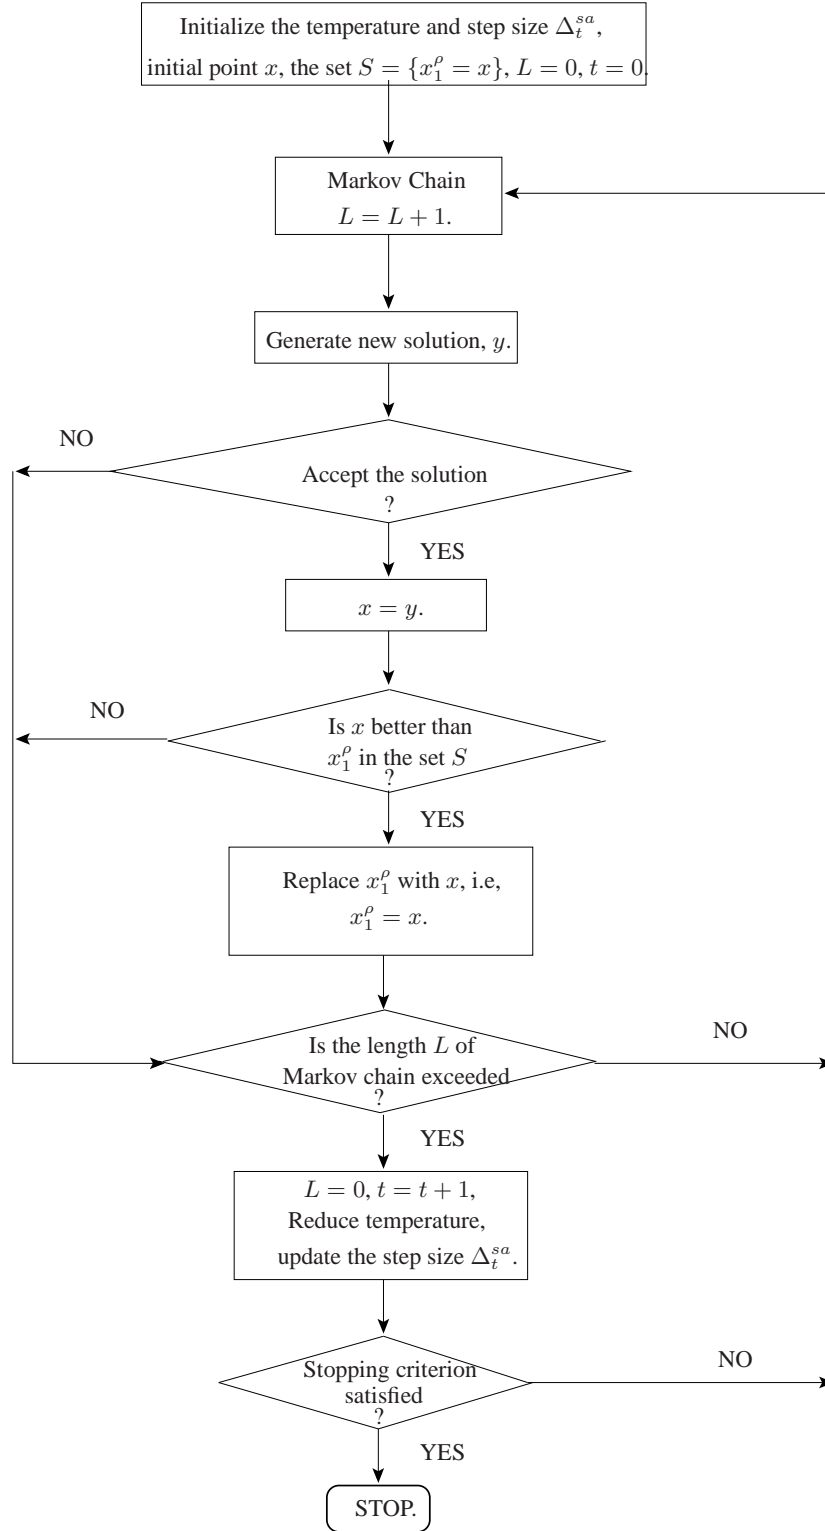 Initialize the temperature and step size Δ_t^{sa},
initial point x, the set S = {x_1^ρ = x}, L = 0, t = 0.
Markov Chain
L = L + 1.
Generate new solution, y.
NO
Accept the solution
?
YES
x = y.
NO
Is x better than
x_1^ρ in the set S
?
YES
Replace x_1^ρ with x, i.e,
x_1^ρ = x.
NO
Is the length L of
Markov chain exceeded
?
YES
L = 0, t = t + 1,
Reduce temperature,
update the step size Δ_t^{sa}.
NO
Stopping criterion
satisfied
?
YES
STOP.